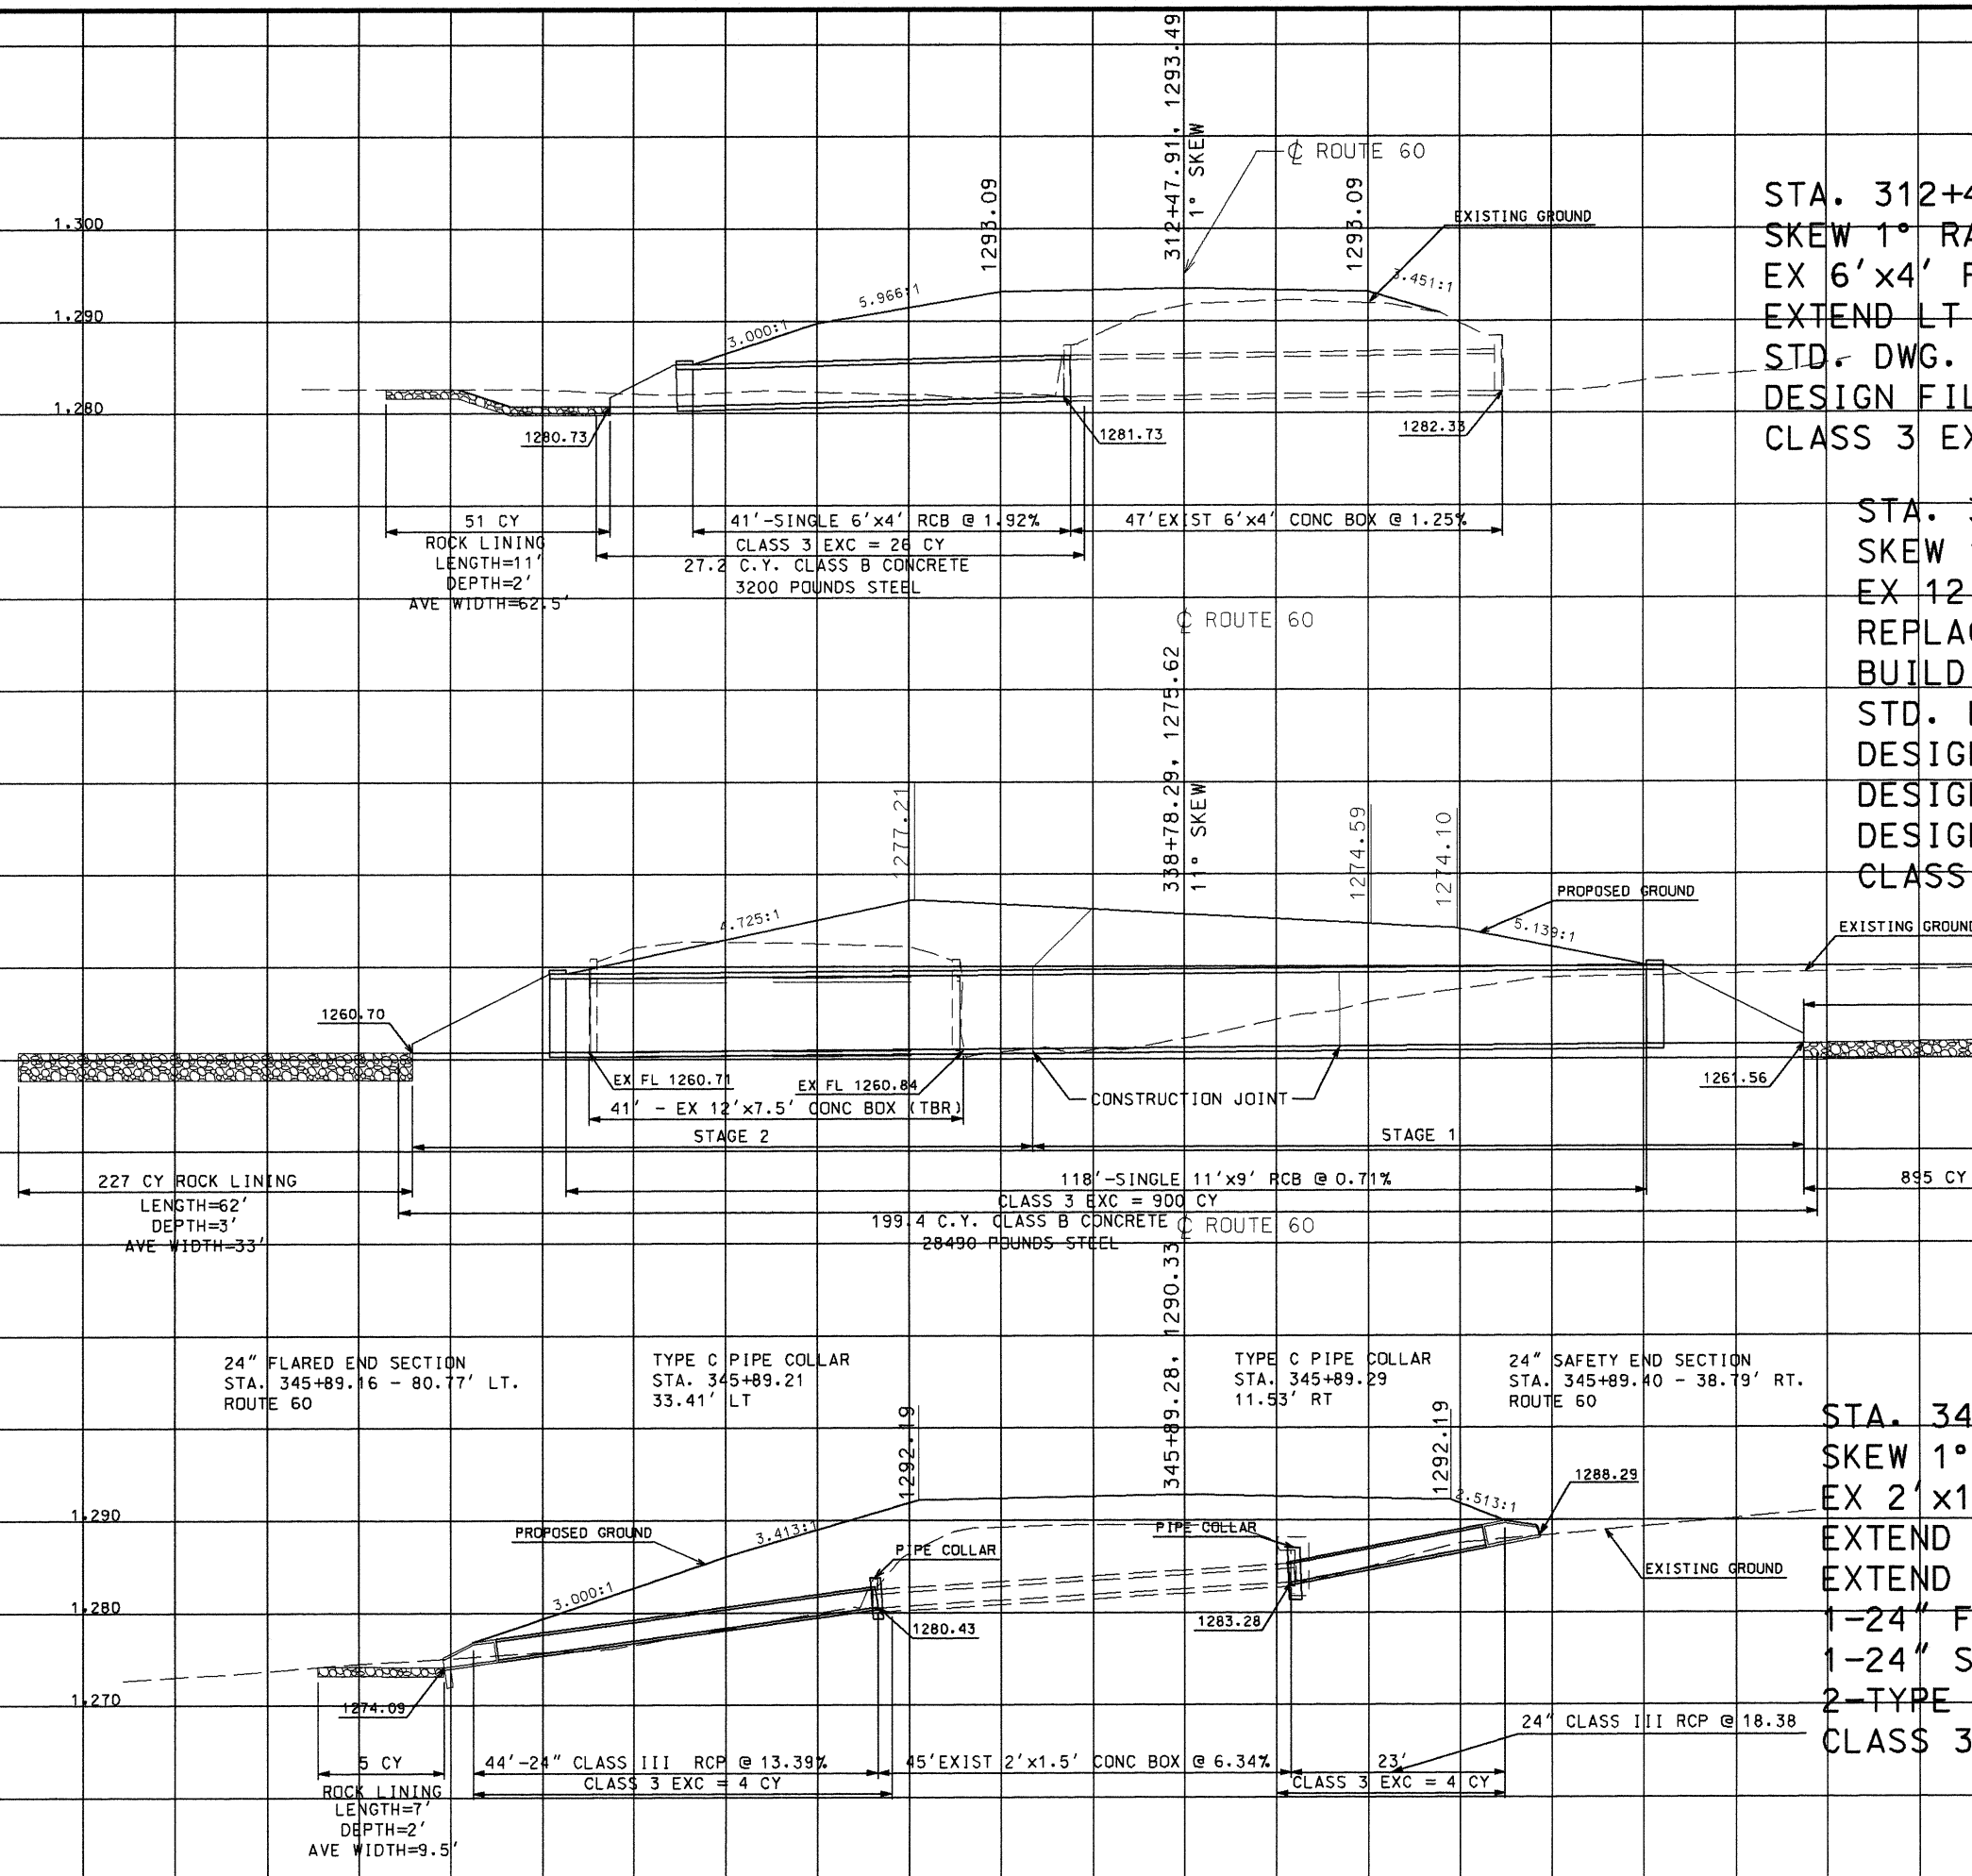 312+47.91, 1293.49
1° SKEW
℄ ROUTE 60
1293.09
1293.09
EXISTING GROUND
1,300
1,290
1,280
3.000:1
5.966:1
3.451:1
1280.73
1281.73
1282.33
51 CY
ROCK LINING
LENGTH=11'
DEPTH=2'
AVE WIDTH=62.5'
41'-SINGLE 6'x4' RCB @ 1.92%
CLASS 3 EXC = 26 CY
27.2 C.Y. CLASS B CONCRETE
3200 POUNDS STEEL
47'EXIST 6'x4' CONC BOX @ 1.25%
STA. 312+4
SKEW 1° RA
EX 6'x4'
EXTEND LT
STD. DWG.
DESIGN FIL
CLASS 3 EX
℄ ROUTE 60
338+78.29, 1275.62
11° SKEW
1277.21
1274.59
1274.10
STA.
SKEW
EX 12
REPLAC
BUILD
STD.
DESIG
DESIG
DESIG
CLASS
4.725:1
5.139:1
PROPOSED GROUND
EXISTING GROUND
1260.70
EX FL 1260.71
EX FL 1260.84
41' - EX 12'x7.5' CONC BOX (TBR)
CONSTRUCTION JOINT
1261.56
STAGE 2
STAGE 1
227 CY ROCK LINING
LENGTH=62'
DEPTH=3'
AVE WIDTH=33'
118'-SINGLE 11'x9' RCB @ 0.71%
CLASS 3 EXC = 900 CY
199.4 C.Y. CLASS B CONCRETE
28490 POUNDS STEEL
895 CY
℄ ROUTE 60
345+89.28, 1290.33
24" FLARED END SECTION
STA. 345+89.16 - 80.77' LT.
ROUTE 60
TYPE C PIPE COLLAR
STA. 345+89.21
33.41' LT
TYPE C PIPE COLLAR
STA. 345+89.29
11.53' RT
24" SAFETY END SECTION
STA. 345+89.40 - 38.79' RT.
ROUTE 60
1292.19
1292.19
1,290
1,280
1,270
PROPOSED GROUND
3.413:1
3.000:1
2.513:1
PIPE COLLAR
PIPE COLLAR
1288.29
EXISTING GROUND
1280.43
1283.28
1274.09
24" CLASS III RCP @ 18.38
5 CY
ROCK LINING
LENGTH=7'
DEPTH=2'
AVE WIDTH=9.5'
44'-24" CLASS III RCP @ 13.39%
CLASS 3 EXC = 4 CY
45'EXIST 2'x1.5' CONC BOX @ 6.34%
23'
CLASS 3 EXC = 4 CY
STA. 34
SKEW 1°
EX 2'x1
EXTEND
EXTEND
1-24" F
1-24" S
2-TYPE
CLASS 3